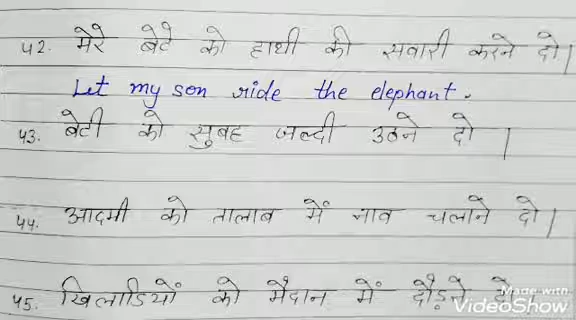 42. मेरे बेटे को हाथी की सवारी करने दो।
Let my son ride the elephant.
43. बेटी को सुबह जल्दी उठने दो।
44. आदमी को तालाब में नाव चलाने दो।
45. खिलाडियों को मैदान में दौड़ने दो।
Made with
VideoShow